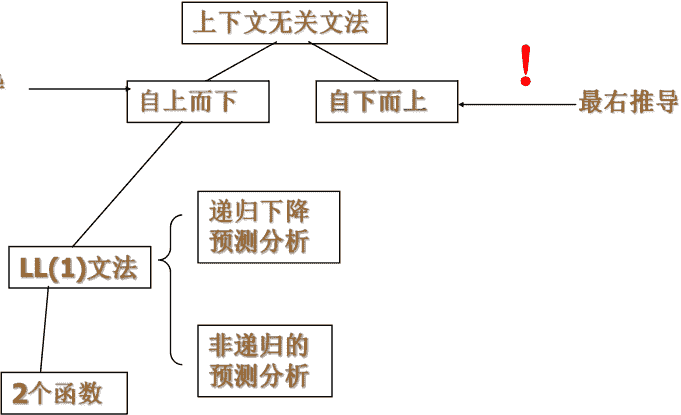 上下文无关文法
!
自上而下
自下而上
最右推导
递归下降
预测分析
LL(1)文法
非递归的
预测分析
2个函数